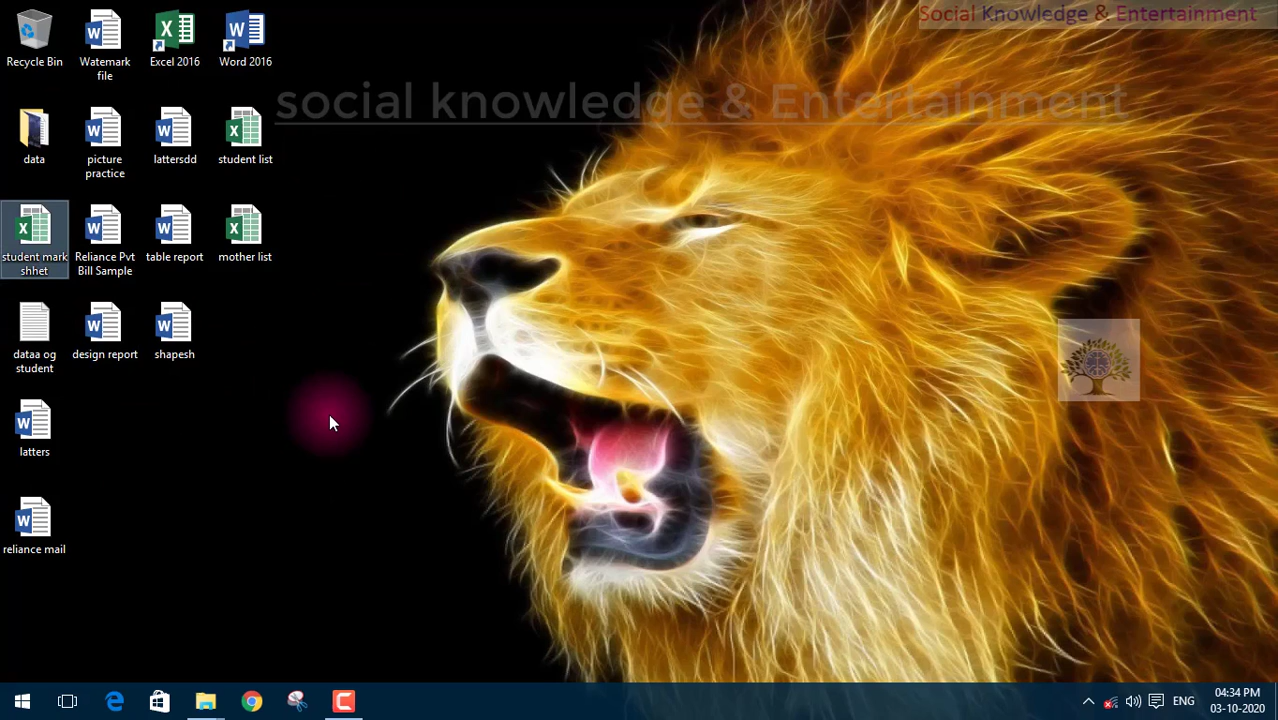 Social Knowledge & Entertainment
social knowledge & Entertainment
Recycle Bin
Watemark
file
Excel 2016
Word 2016
data
picture
practice
lattersdd
student list
student mark
shhet
Reliance Pvt
Bill Sample
table report
mother list
dataa og
student
design report
shapesh
latters
reliance mail
ENG
04:34 PM
03-10-2020